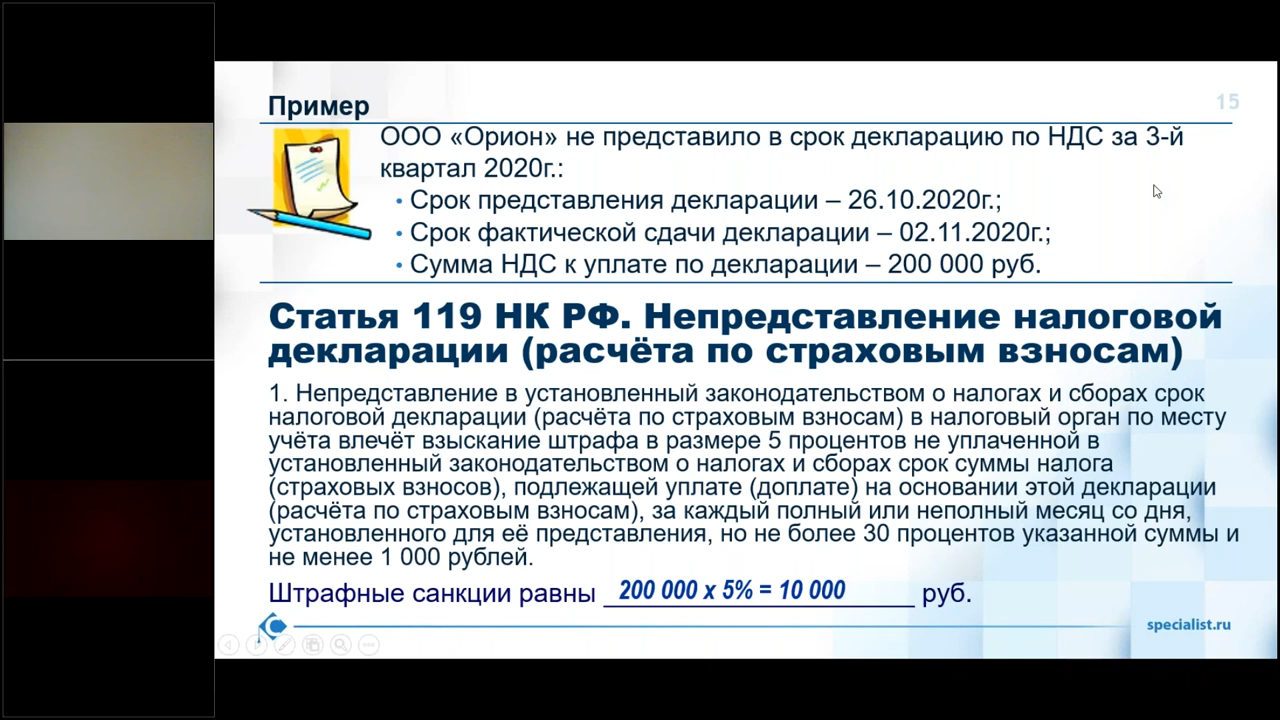 15
Пример
ООО «Орион» не представило в срок декларацию по НДС за 3-й
квартал 2020г.:
• Срок представления декларации – 26.10.2020г.;
• Срок фактической сдачи декларации – 02.11.2020г.;
• Сумма НДС к уплате по декларации – 200 000 руб.
Статья 119 НК РФ. Непредставление налоговой
декларации (расчёта по страховым взносам)
1. Непредставление в установленный законодательством о налогах и сборах срок
налоговой декларации (расчёта по страховым взносам) в налоговый орган по месту
учёта влечёт взыскание штрафа в размере 5 процентов не уплаченной в
установленный законодательством о налогах и сборах срок суммы налога
(страховых взносов), подлежащей уплате (доплате) на основании этой декларации
(расчёта по страховым взносам), за каждый полный или неполный месяц со дня,
установленного для её представления, но не более 30 процентов указанной суммы и
не менее 1 000 рублей.
Штрафные санкции равны 200 000 x 5% = 10 000 руб.
specialist.ru